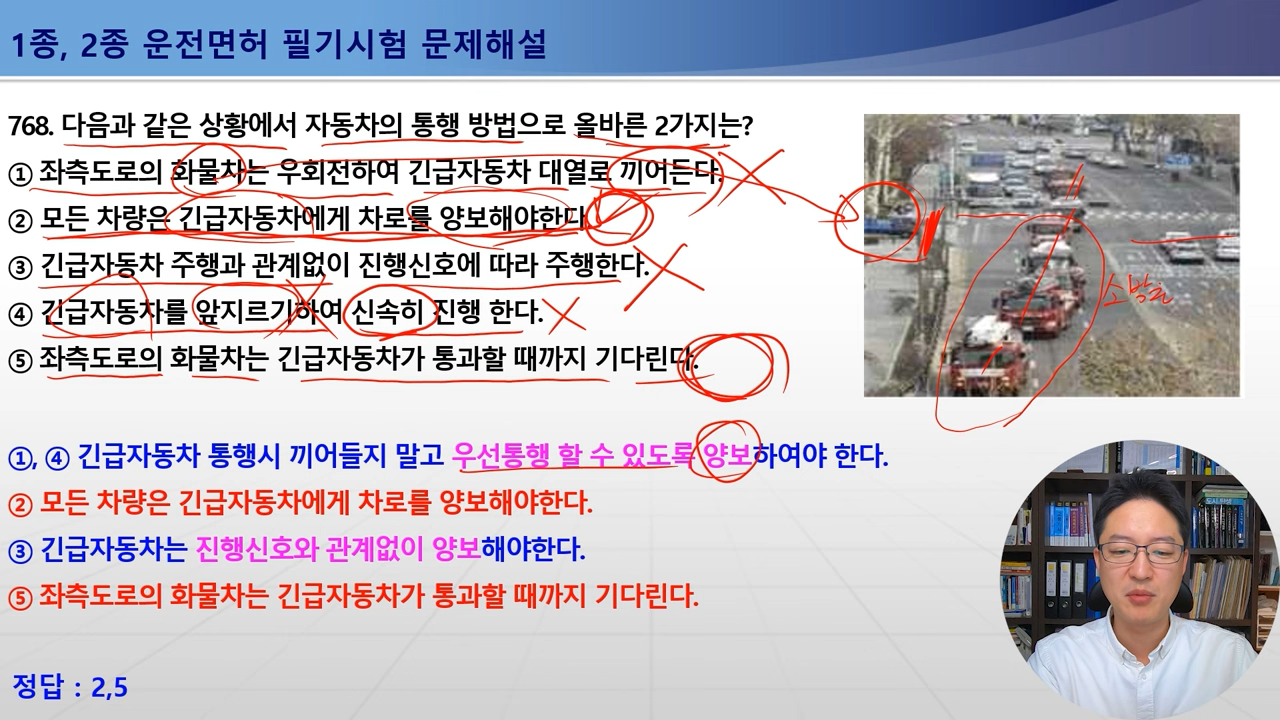 1종, 2종 운전면허 필기시험 문제해설
768. 다음과 같은 상황에서 자동차의 통행 방법으로 올바른 2가지는?
① 좌측도로의 화물차는 우회전하여 긴급자동차 대열로 끼어든다.
② 모든 차량은 긴급자동차에게 차로를 양보해야한다.
③ 긴급자동차 주행과 관계없이 진행신호에 따라 주행한다.
④ 긴급자동차를 앞지르기하여 신속히 진행 한다.
⑤ 좌측도로의 화물차는 긴급자동차가 통과할 때까지 기다린다.
소방차
①, ④ 긴급자동차 통행시 끼어들지 말고 우선통행 할 수 있도록 양보하여야 한다.
② 모든 차량은 긴급자동차에게 차로를 양보해야한다.
③ 긴급자동차는 진행신호와 관계없이 양보해야한다.
⑤ 좌측도로의 화물차는 긴급자동차가 통과할 때까지 기다린다.
정답 : 2,5